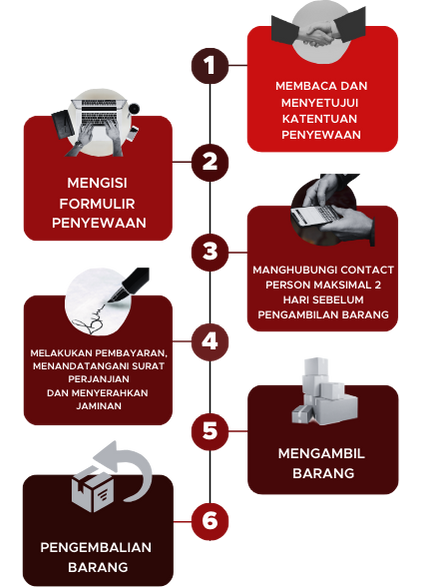 1
MEMBACA DAN
MENYETUJUI
KATENTUAN
PENYEWAAN
2
MENGISI
FORMULIR
PENYEWAAN
3
MANGHUBUNGI CONTACT
PERSON MAKSIMAL 2
HARI SEBELUM
PENGAMBILAN BARANG
4
MELAKUKAN PEMBAYARAN,
MENANDATANGANI SURAT
PERJANJIAN
DAN MENYERAHKAN
JAMINAN
5
MENGAMBIL
BARANG
6
PENGEMBALIAN
BARANG